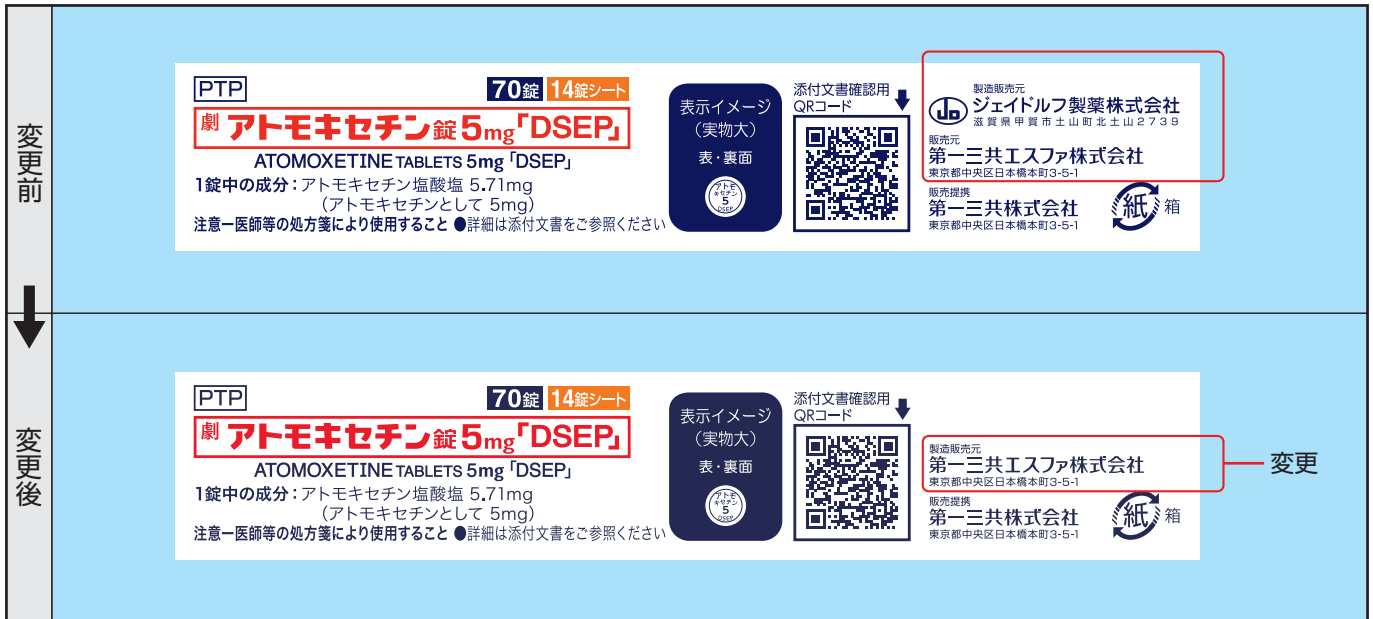 変更前
PTP
70錠 14錠シート
劇 アトモキセチン錠5mg「DSEP」
ATOMOXETINE TABLETS 5mg「DSEP」
1錠中の成分：アトモキセチン塩酸塩 5.71mg
（アトモキセチンとして 5mg）
注意－医師等の処方箋により使用すること ●詳細は添付文書をご参照ください
表示イメージ
（実物大）
表・裏面
アトモ
キセチン
5
DSEP
添付文書確認用
QRコード
製造販売元
JD ジェイドルフ製薬株式会社
滋賀県甲賀市土山町北土山2739
販売元
第一三共エスファ株式会社
東京都中央区日本橋本町3-5-1
販売提携
第一三共株式会社
東京都中央区日本橋本町3-5-1
紙 箱
変更後
PTP
70錠 14錠シート
劇 アトモキセチン錠5mg「DSEP」
ATOMOXETINE TABLETS 5mg「DSEP」
1錠中の成分：アトモキセチン塩酸塩 5.71mg
（アトモキセチンとして 5mg）
注意－医師等の処方箋により使用すること ●詳細は添付文書をご参照ください
表示イメージ
（実物大）
表・裏面
アトモ
キセチン
5
DSEP
添付文書確認用
QRコード
製造販売元
第一三共エスファ株式会社
東京都中央区日本橋本町3-5-1
販売提携
第一三共株式会社
東京都中央区日本橋本町3-5-1
紙 箱
変更